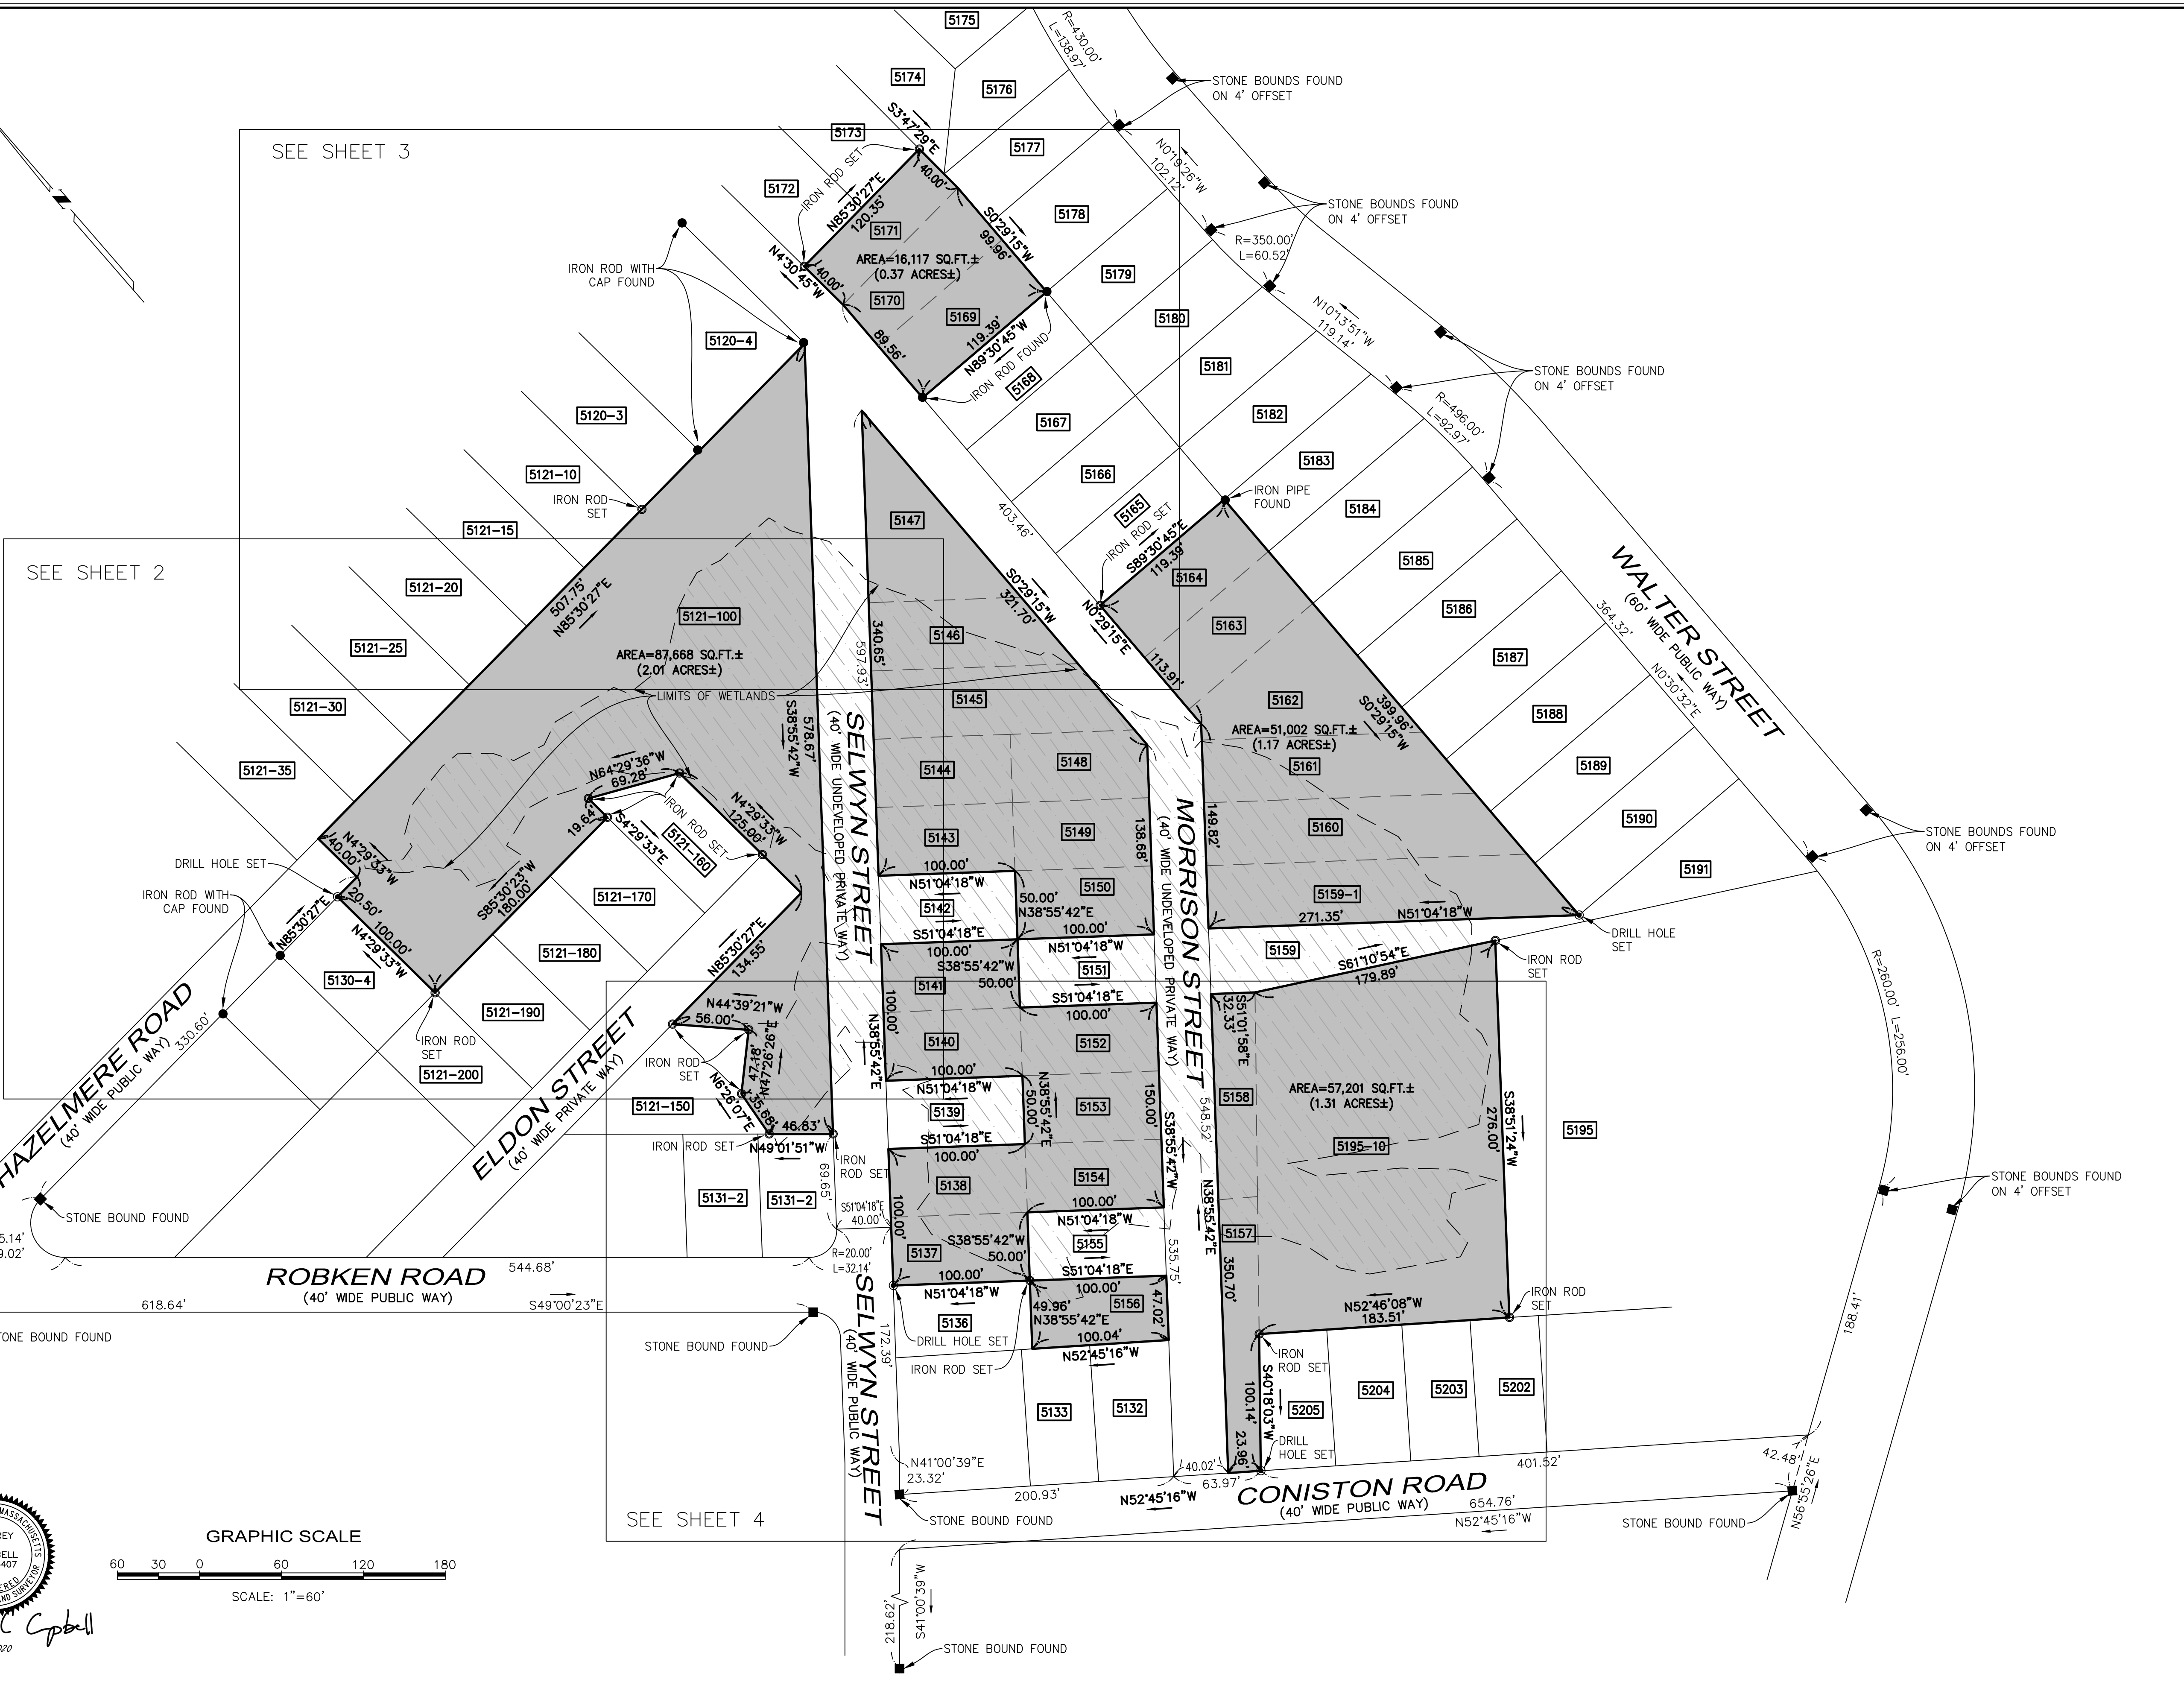 SEE SHEET 3
SEE SHEET 2
SEE SHEET 4
N
5175
5174
5176
5173
5177
5172
5178
5171
5179
5170
5169
5180
5168
5181
5167
5182
5166
5183
5165
5184
5164
5185
5163
5186
5162
5187
5161
5188
5160
5189
5159-1
5190
5191
5159
5120-4
5120-3
5121-10
5121-15
5121-20
5121-25
5121-30
5121-35
5121-100
5121-160
5121-170
5121-180
5121-190
5121-200
5130-4
5121-150
5131-2
5131-2
5147
5146
5145
5144
5148
5143
5149
5142
5150
5141
5151
5140
5152
5139
5153
5138
5154
5137
5155
5136
5156
5133
5132
5158
5157
5195-10
5195
5205
5204
5203
5202
R=430.00'
L=138.97'
STONE BOUNDS FOUND
ON 4' OFFSET
N0°19'26"W
102.12'
STONE BOUNDS FOUND
ON 4' OFFSET
R=350.00'
L=60.52'
N10°13'51"W
119.14'
STONE BOUNDS FOUND
ON 4' OFFSET
R=496.00'
L=92.97'
WALTER STREET
(60' WIDE PUBLIC WAY)
364.32'
N0°30'32"E
STONE BOUNDS FOUND
ON 4' OFFSET
R=260.00' L=256.00'
STONE BOUNDS FOUND
ON 4' OFFSET
188.41'
S3°47'29"E
40.00'
IRON ROD SET
N85°30'27"E
120.35'
AREA=16,117 SQ.FT.±
(0.37 ACRES±)
S0°29'15"W
99.96'
N4°30'45"W
40.00'
89.56'
119.39'
N89°30'45"W
IRON ROD FOUND
IRON ROD WITH
CAP FOUND
IRON ROD
SET
507.75'
N85°30'27"E
AREA=87,668 SQ.FT.±
(2.01 ACRES±)
LIMITS OF WETLANDS
578.67'
S38°55'42"W
N64°29'36"W
69.28'
19.64'
S4°29'33"E
IRON ROD SET
N4°29'33"W
125.00'
S85°30'23"W
180.00'
N4°29'33"W
40.00'
DRILL HOLE SET
IRON ROD WITH
CAP FOUND
20.50'
N85°30'27"E
100.00'
N4°29'33"W
IRON ROD
SET
HAZELMERE ROAD
(40' WIDE PUBLIC WAY)
330.60'
STONE BOUND FOUND
ELDON STREET
(40' WIDE PRIVATE WAY)
N85°30'27"E
134.55'
N44°39'21"W
56.00'
47.18'
N47°26'26"E
IRON ROD
SET
N6°26'07"E
35.68'
46.83'
IRON ROD SET
N49°01'51"W
IRON
ROD SET
69.65'
S51°04'18"E
40.00'
R=20.00'
L=32.14'
SELWYN STREET
(40' WIDE UNDEVELOPED PRIVATE WAY)
597.93'
340.65'
S0°29'15"W
321.70'
403.46'
IRON ROD SET
S89°30'45"E
119.39'
IRON PIPE
FOUND
N0°29'15"E
113.91'
399.96'
S0°29'15"W
AREA=51,002 SQ.FT.±
(1.17 ACRES±)
149.82'
271.35'
N51°04'18"W
DRILL HOLE
SET
138.68'
MORRISON STREET
(40' WIDE UNDEVELOPED PRIVATE WAY)
100.00'
N51°04'18"W
50.00'
N38°55'42"E
S51°04'18"E
100.00'
100.00'
N51°04'18"W
S38°55'42"W
50.00'
S51°04'18"E
100.00'
100.00'
N38°55'42"E
100.00'
N51°04'18"W
N38°55'42"E
50.00'
S51°04'18"E
100.00'
150.00'
S38°55'42"W
100.00'
100.00'
N51°04'18"W
S38°55'42"W
50.00'
100.00'
N51°04'18"W
S51°04'18"E
100.00'
49.96'
N38°55'42"E
47.02'
100.04'
N52°45'16"W
DRILL HOLE SET
IRON ROD SET
535.75'
548.52'
S61°10'54"E
179.89'
IRON ROD
SET
S51°01'58"E
32.33'
AREA=57,201 SQ.FT.±
(1.31 ACRES±)
S38°51'24"W
276.00'
N38°55'42"E
350.70'
N52°46'08"W
183.51'
IRON ROD
SET
IRON
ROD SET
S40°18'03"W
100.14'
23.96'
DRILL
HOLE SET
5.14'
9.02'
ROBKEN ROAD
(40' WIDE PUBLIC WAY)
544.68'
618.64'
S49°00'23"E
TONE BOUND FOUND
STONE BOUND FOUND
SELWYN STREET
(40' WIDE PUBLIC WAY)
172.39'
N41°00'39"E
23.32'
STONE BOUND FOUND
200.93'
40.02'
63.97'
N52°45'16"W
CONISTON ROAD
(40' WIDE PUBLIC WAY)
401.52'
42.48'
654.76'
N52°45'16"W
N56°55'26"E
STONE BOUND FOUND
218.62'
S41°00'39"W
STONE BOUND FOUND
GRAPHIC SCALE
60 30 0 60 120 180
SCALE: 1"=60'
MASSACHUSETTS
REY
BELL
407
ERED
ND SURVEYOR
020